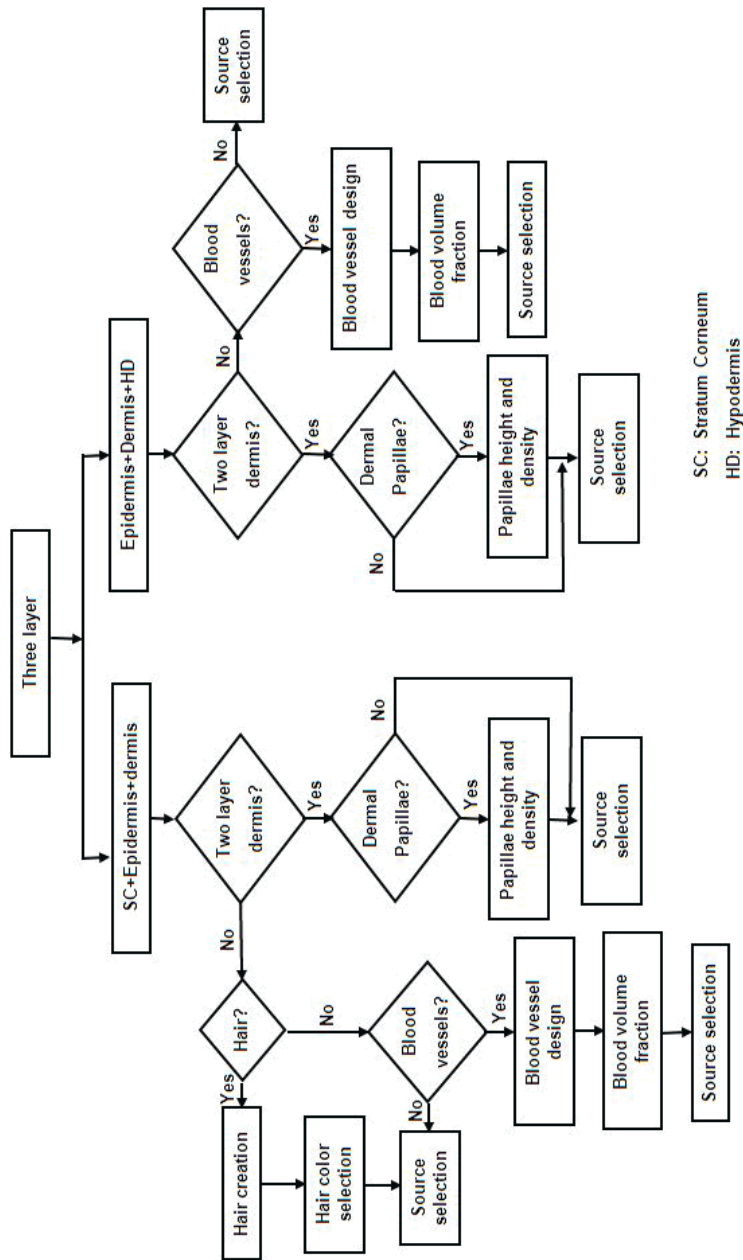 Three layer
SC+Epidermis+dermis
Epidermis+Dermis+HD
Two layer
dermis?
No
Yes
Hair?
Yes
No
Hair creation
Hair color
selection
Source
selection
Blood
vessels?
No
Yes
Blood vessel
design
Blood volume
fraction
Source selection
Dermal
Papillae?
No
Yes
Papillae height and
density
Source
selection
Two layer
dermis?
No
Yes
Dermal
Papillae?
No
Yes
Papillae height and
density
Source
selection
Blood
vessels?
No
Yes
Source
selection
Blood vessel design
Blood volume
fraction
Source selection
SC: Stratum Corneum
HD: Hypodermis